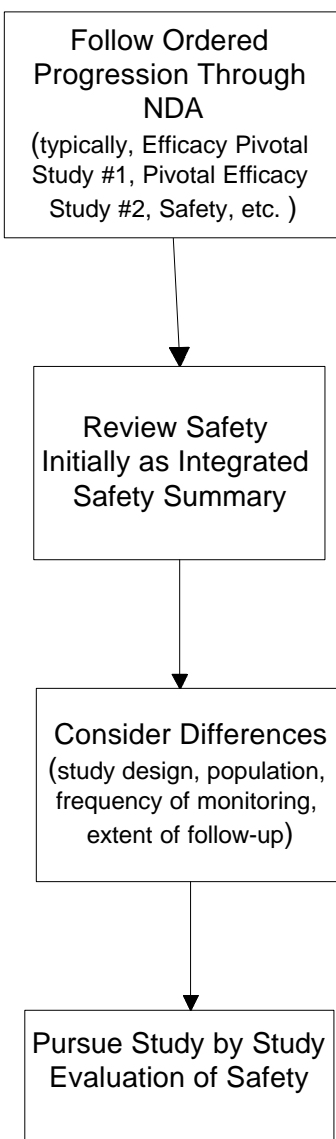 Follow Ordered
Progression Through
NDA
(typically, Efficacy Pivotal
Study #1, Pivotal Efficacy
Study #2, Safety, etc. )
Review Safety
Initially as Integrated
Safety Summary
Consider Differences
(study design, population,
frequency of monitoring,
extent of follow-up)
Pursue Study by Study
Evaluation of Safety